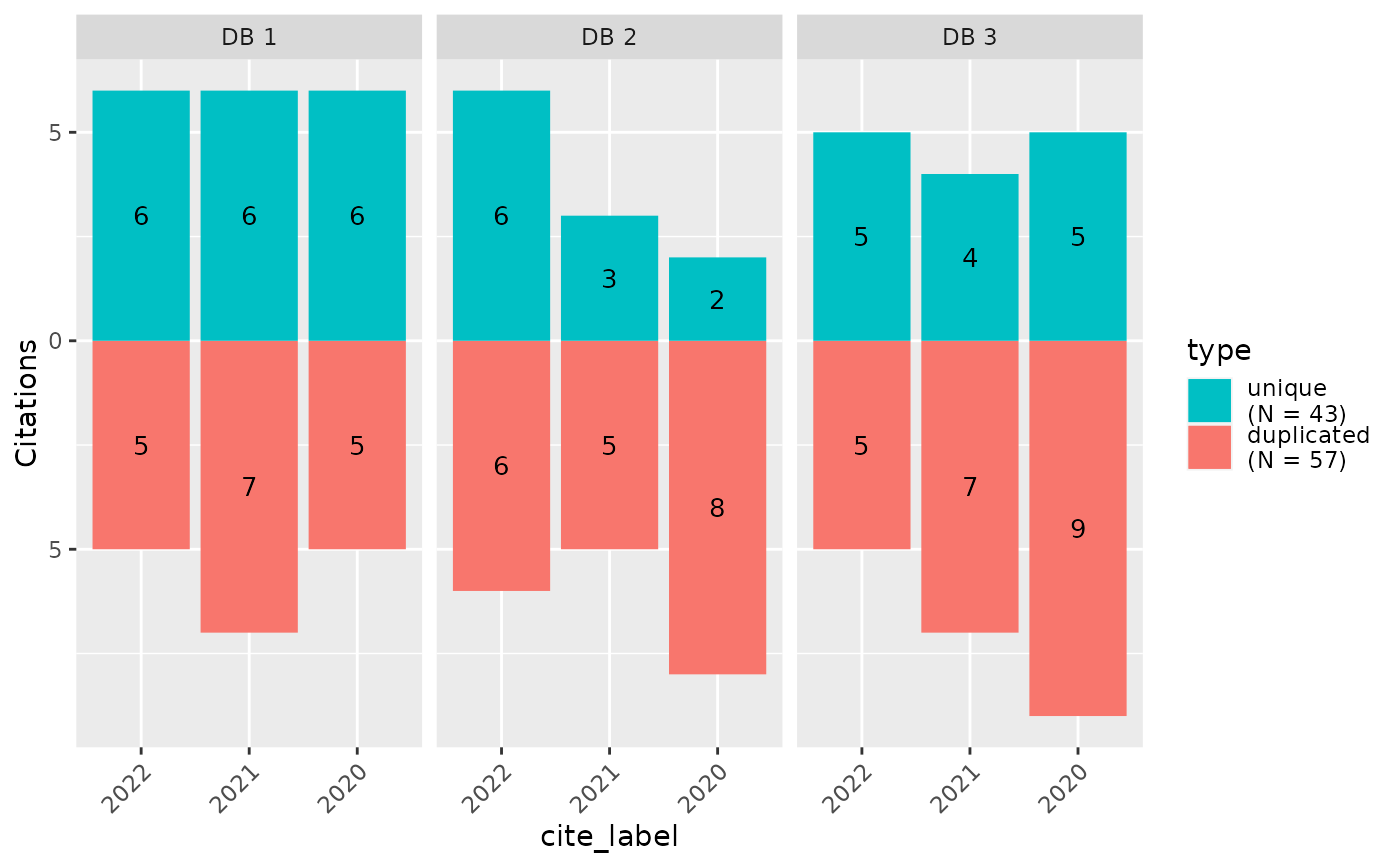 DB 1 DB 2 DB 3
5
6 6 6 6 3 2 5 4 5
0
5 7 5 6 5 8 5 7 9
5
Citations
2022 2021 2020 2022 2021 2020 2022 2021 2020
cite_label
type
unique
(N = 43)
duplicated
(N = 57)